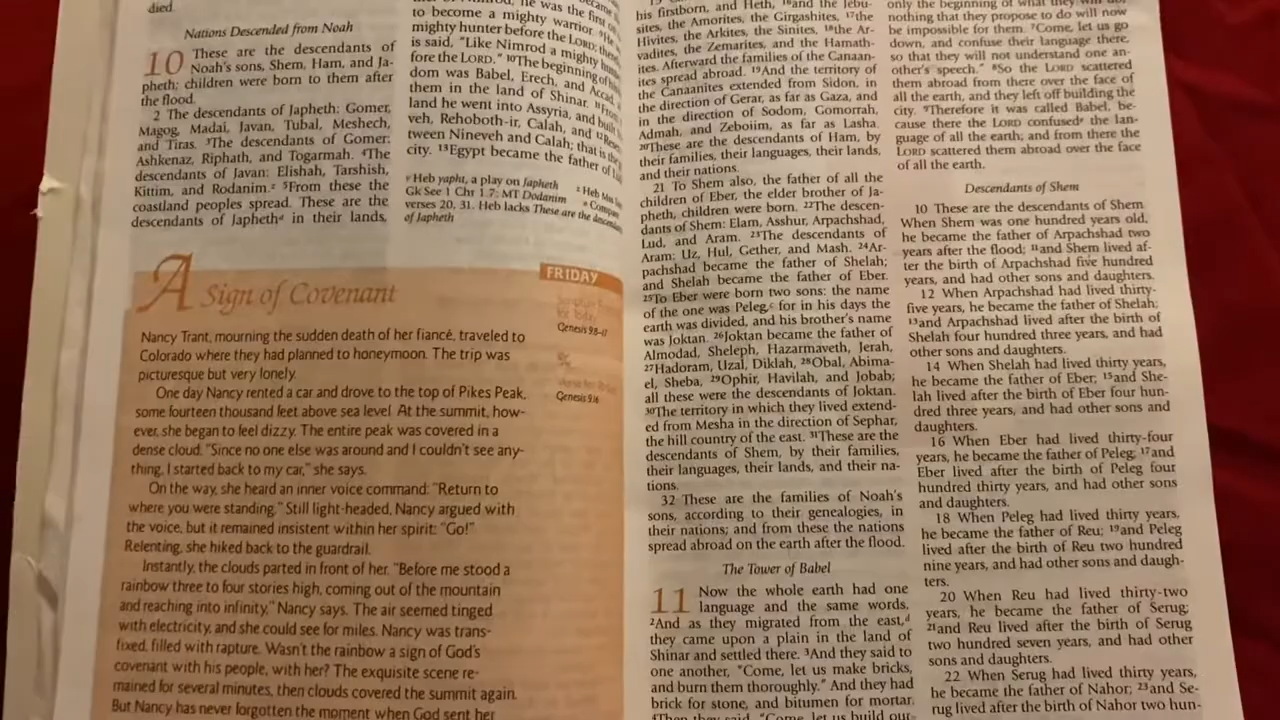 died.
Nations Descended from Noah
10 These are the descendants of
Noah's sons, Shem, Ham, and Ja-
pheth; children were born to them after
the flood.
2 The descendants of Japheth: Gomer,
Magog, Madai, Javan, Tubal, Meshech,
and Tiras. 3The descendants of Gomer:
Ashkenaz, Riphath, and Togarmah. 4The
descendants of Javan: Elishah, Tarshish,
Kittim, and Rodanim.z 5From these the
coastland peoples spread. These are the
descendants of Japheth in their lands,
he was the first on
to become a mighty warrior. 9He
mighty hunter before the LORD; there
is said, "Like Nimrod a mighty
fore the LORD." 10The beginning of his
dom was Babel, Erech, and Accad,
them in the land of Shinar. 11From
land he went into Assyria, and built
veh, Rehoboth-ir, Calah, and 12Resen
tween Nineveh and Calah; that is the
city. 13Egypt became the father of
y Heb yapht, a play on Japheth
z Heb Mss
Gk See 1 Chr 1.7; MT Dodanim
a Compare
verses 20, 31. Heb lacks These are the descendants
of Japheth
A Sign of Covenant
FRIDAY
for Today
Genesis 9:8–17
Genesis 9:16
Nancy Trant, mourning the sudden death of her fiancé, traveled to
Colorado where they had planned to honeymoon. The trip was
picturesque but very lonely.
One day Nancy rented a car and drove to the top of Pikes Peak,
some fourteen thousand feet above sea level. At the summit, how-
ever, she began to feel dizzy. The entire peak was covered in a
dense cloud. "Since no one else was around and I couldn't see any-
thing, I started back to my car," she says.
On the way, she heard an inner voice command: "Return to
where you were standing." Still light-headed, Nancy argued with
the voice, but it remained insistent within her spirit: "Go!"
Relenting, she hiked back to the guardrail.
Instantly, the clouds parted in front of her. "Before me stood a
rainbow three to four stories high, coming out of the mountain
and reaching into infinity," Nancy says. The air seemed tinged
with electricity, and she could see for miles. Nancy was trans-
fixed, filled with rapture. Wasn't the rainbow a sign of God's
covenant with his people, with her? The exquisite scene re-
mained for several minutes, then clouds covered the summit again.
But Nancy has never forgotten the moment when God sent her
his firstborn, and Heth, 16and the Jebu-
sites, the Amorites, the Girgashites, 17the
Hivites, the Arkites, the Sinites, 18the Ar-
vadites, the Zemarites, and the Hamath-
ites. Afterward the families of the Canaan-
ites spread abroad. 19And the territory of
the Canaanites extended from Sidon, in
the direction of Gerar, as far as Gaza, and
in the direction of Sodom, Gomorrah,
Admah, and Zeboiim, as far as Lasha.
20These are the descendants of Ham, by
their families, their languages, their lands,
and their nations.
21 To Shem also, the father of all the
children of Eber, the elder brother of Ja-
pheth, children were born. 22The descen-
dants of Shem: Elam, Asshur, Arpachshad,
Lud, and Aram. 23The descendants of
Aram: Uz, Hul, Gether, and Mash. 24Ar-
pachshad became the father of Shelah;
and Shelah became the father of Eber.
25To Eber were born two sons: the name
of the one was Peleg,c for in his days the
earth was divided, and his brother's name
was Joktan. 26Joktan became the father of
Almodad, Sheleph, Hazarmaveth, Jerah,
27Hadoram, Uzal, Diklah, 28Obal, Abima-
el, Sheba, 29Ophir, Havilah, and Jobab;
all these were the descendants of Joktan.
30The territory in which they lived extend-
ed from Mesha in the direction of Sephar,
the hill country of the east. 31These are the
descendants of Shem, by their families,
their languages, their lands, and their na-
tions.
32 These are the families of Noah's
sons, according to their genealogies, in
their nations; and from these the nations
spread abroad on the earth after the flood.
The Tower of Babel
11 Now the whole earth had one
language and the same words.
2And as they migrated from the east,d
they came upon a plain in the land of
Shinar and settled there. 3And they said to
one another, "Come, let us make bricks,
and burn them thoroughly." And they had
brick for stone, and bitumen for mortar.
4Then they said, "Come, let us build our-
only the beginning of what they will do;
nothing that they propose to do will now
be impossible for them. 7Come, let us go
down, and confuse their language there,
so that they will not understand one an-
other's speech." 8So the LORD scattered
them abroad from there over the face of
all the earth, and they left off building the
city. 9Therefore it was called Babel, be-
cause there the LORD confusede the lan-
guage of all the earth; and from there the
LORD scattered them abroad over the face
of all the earth.
Descendants of Shem
10 These are the descendants of Shem.
When Shem was one hundred years old,
he became the father of Arpachshad two
years after the flood; 11and Shem lived af-
ter the birth of Arpachshad five hundred
years, and had other sons and daughters.
12 When Arpachshad had lived thirty-
five years, he became the father of Shelah;
13and Arpachshad lived after the birth of
Shelah four hundred three years, and had
other sons and daughters.
14 When Shelah had lived thirty years,
he became the father of Eber; 15and She-
lah lived after the birth of Eber four hun-
dred three years, and had other sons and
daughters.
16 When Eber had lived thirty-four
years, he became the father of Peleg; 17and
Eber lived after the birth of Peleg four
hundred thirty years, and had other sons
and daughters.
18 When Peleg had lived thirty years,
he became the father of Reu; 19and Peleg
lived after the birth of Reu two hundred
nine years, and had other sons and daugh-
ters.
20 When Reu had lived thirty-two
years, he became the father of Serug;
21and Reu lived after the birth of Serug
two hundred seven years, and had other
sons and daughters.
22 When Serug had lived thirty years,
he became the father of Nahor; 23and Se-
rug lived after the birth of Nahor two hun-